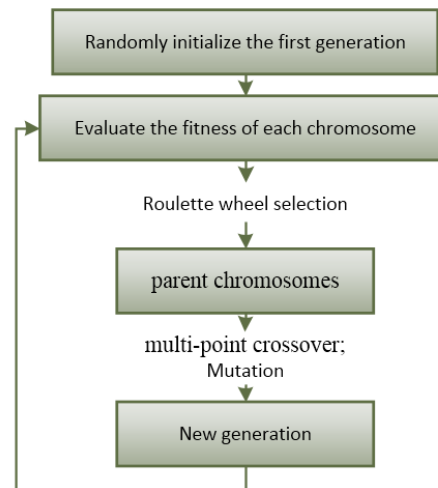 Randomly initialize the first generation
Evaluate the fitness of each chromosome
Roulette wheel selection
parent chromosomes
multi-point crossover;
Mutation
New generation